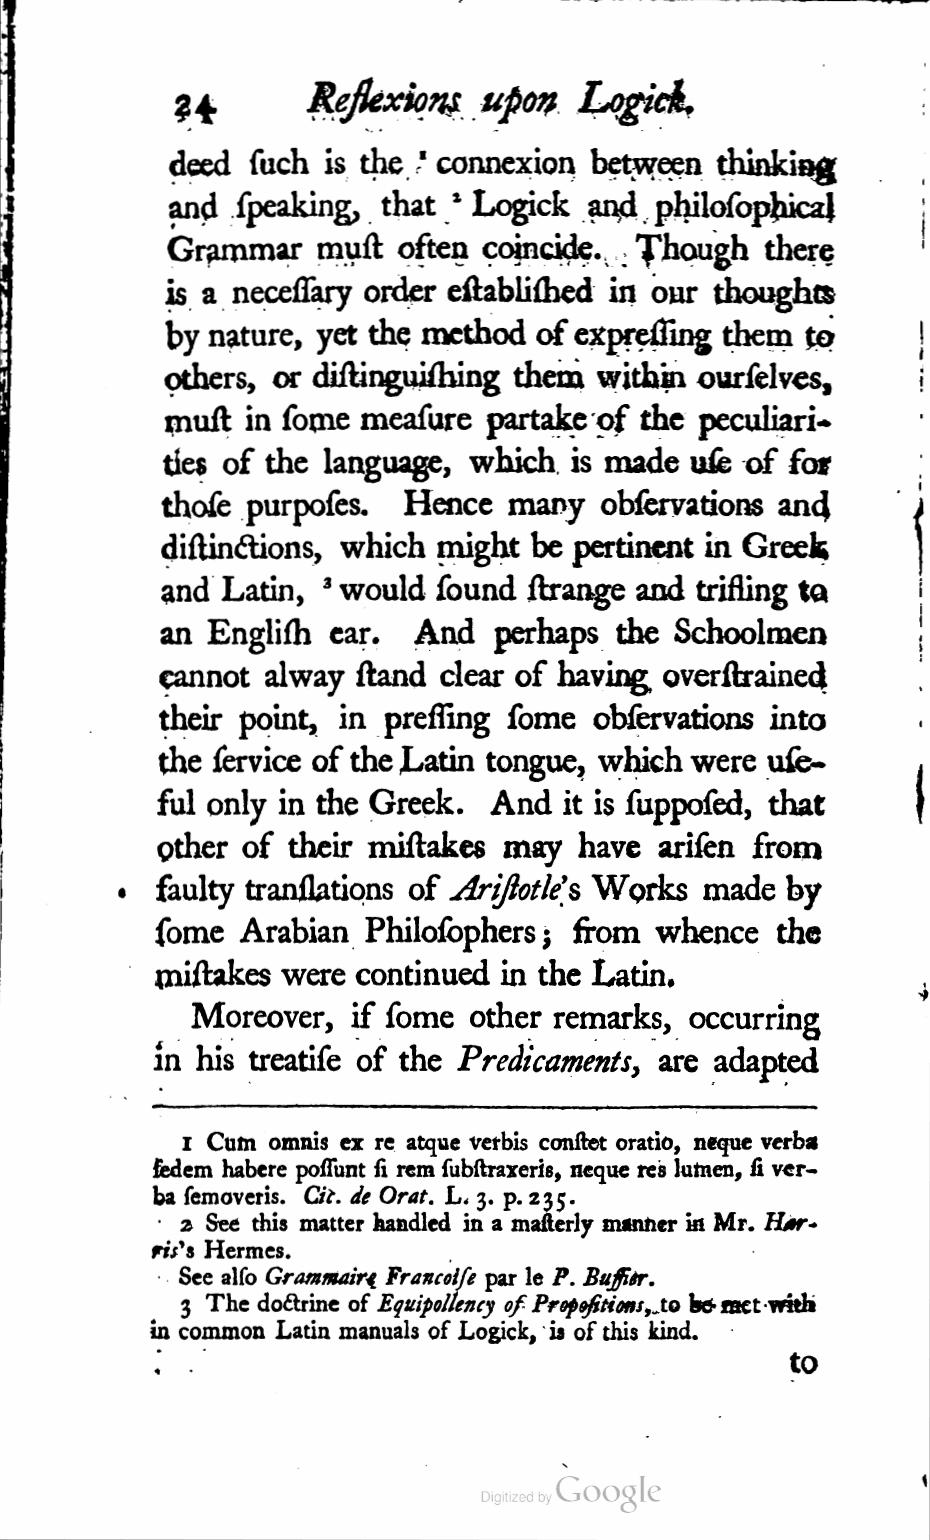 24 Reflexions upon Logick.
deed ſuch is the ¹ connexion between thinking
and ſpeaking, that ² Logick and philoſophical
Grammar muſt often coincide. Though there
is a neceſſary order eſtabliſhed in our thoughts
by nature, yet the method of expreſſing them to
others, or diſtinguiſhing them within ourſelves,
muſt in ſome meaſure partake of the peculiari-
ties of the language, which is made uſe of for
thoſe purpoſes. Hence many obſervations and
diſtinctions, which might be pertinent in Greek
and Latin, ³ would ſound ſtrange and trifling to
an Engliſh ear. And perhaps the Schoolmen
cannot alway ſtand clear of having overſtrained
their point, in preſſing ſome obſervations into
the ſervice of the Latin tongue, which were uſe-
ful only in the Greek. And it is ſuppoſed, that
other of their miſtakes may have ariſen from
faulty tranſlations of Ariſtotle's Works made by
ſome Arabian Philoſophers; from whence the
miſtakes were continued in the Latin.
Moreover, if ſome other remarks, occurring
in his treatiſe of the Predicaments, are adapted
1 Cum omnis ex re atque verbis conſtet oratio, neque verba
ſedem habere poſſunt ſi rem ſubſtraxeris, neque res lumen, ſi ver-
ba ſemoveris. Cic. de Orat. L. 3. p. 235.
2 See this matter handled in a maſterly manner in Mr. Har-
ris's Hermes.
See alſo Grammaire Francoiſe par le P. Buffier.
3 The doctrine of Equipollency of Propoſitions, to be met with
in common Latin manuals of Logick, is of this kind.
to
Digitized by Google